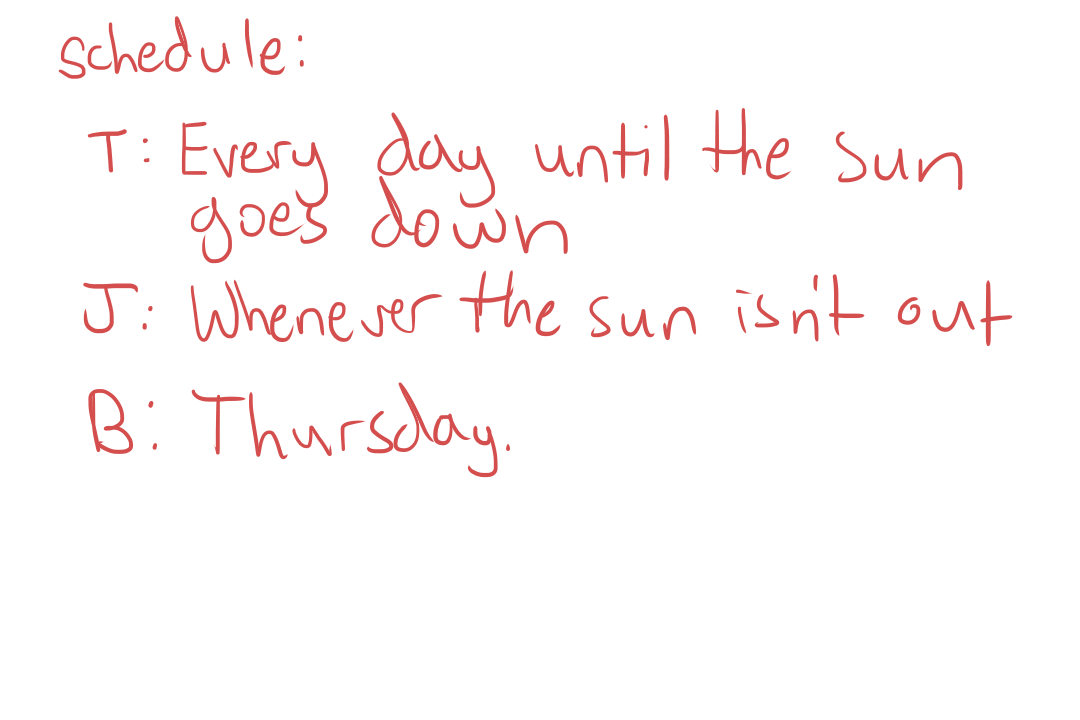 schedule:
T: Every day until the sun
goes down
J: Whenever the sun isn't out
B: Thursday.